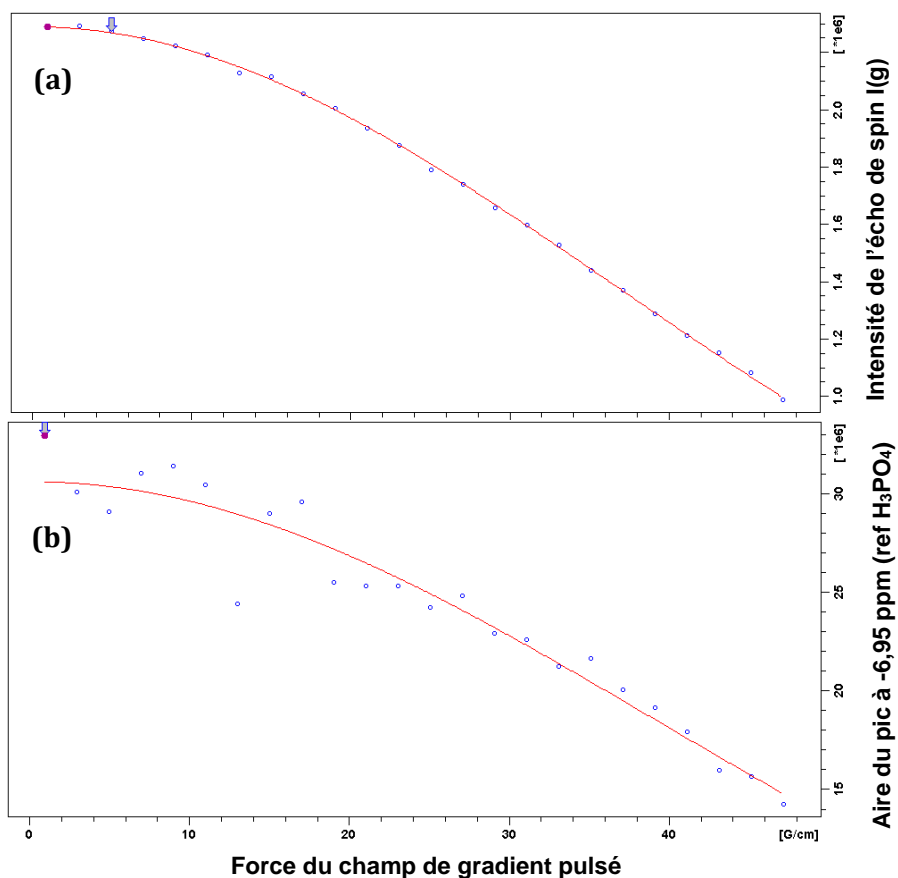 (a)
[ *1e6]
2.0
1.8
1.6
1.4
1.2
1.0
Intensité de l'écho de spin I(g)
(b)
[ *1e6]
30
25
20
15
Aire du pic à -6,95 ppm (ref H₃PO₄)
0 10 20 30 40 [G/cm]
Force du champ de gradient pulsé